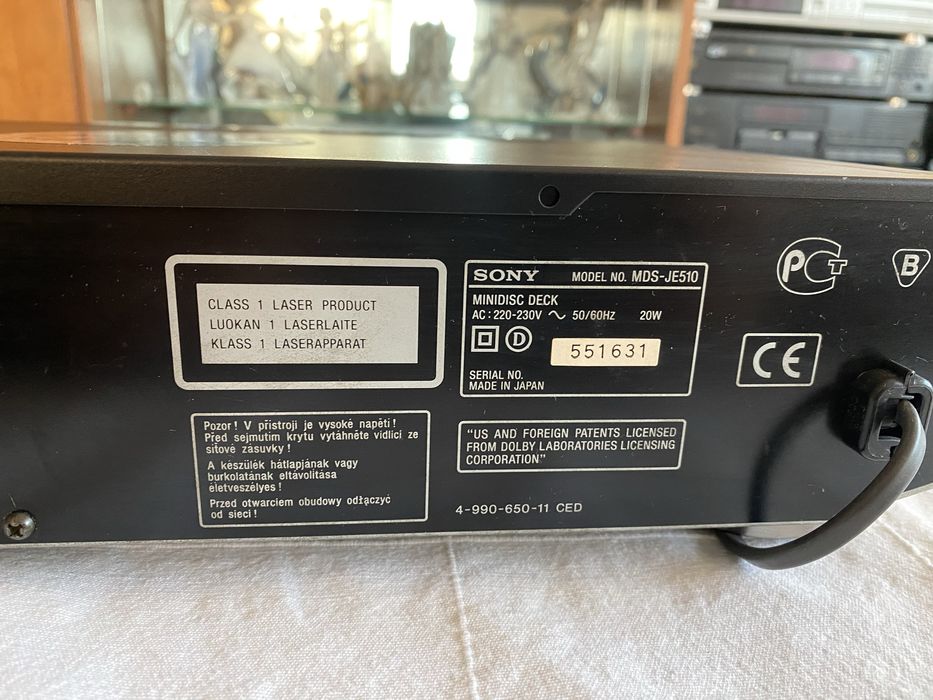 CLASS 1 LASER PRODUCT
LUOKAN 1 LASERLAITE
KLASS 1 LASERAPPARAT
SONY MODEL NO. MDS-JE510
MINIDISC DECK
AC: 220-230V ~ 50/60HZ 20W
D
551631
SERIAL NO.
MADE IN JAPAN
PCT
B
CE
Pozor! V přístroji je vysoké napětí!
Před sejmutím krytu vytáhněte vidlici ze
síťové zásuvky!
A készülék hátlapjának vagy
burkolatának eltávolítása
életveszélyes!
Przed otwarciem obudowy odłączyć
od sieci!
"US AND FOREIGN PATENTS LICENSED
FROM DOLBY LABORATORIES LICENSING
CORPORATION"
4-990-650-11 CED